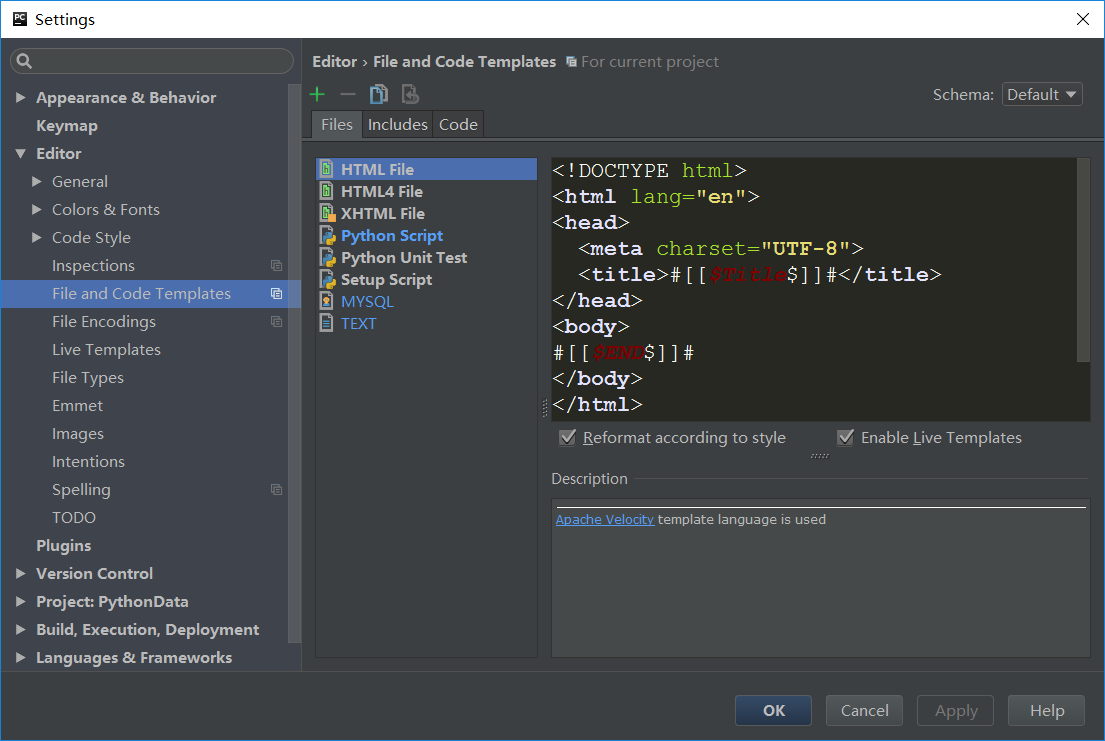 PC Settings
Editor › File and Code Templates For current project
Appearance & Behavior
Keymap
Editor
General
Colors & Fonts
Code Style
Inspections
File and Code Templates
File Encodings
Live Templates
File Types
Emmet
Images
Intentions
Spelling
TODO
Plugins
Version Control
Project: PythonData
Build, Execution, Deployment
Languages & Frameworks
Schema: Default
Files Includes Code
HTML File
HTML4 File
XHTML File
Python Script
Python Unit Test
Setup Script
MYSQL
TEXT
<!DOCTYPE html>
<html lang="en">
<head>
  <meta charset="UTF-8">
  <title>#[[$Title$]]#</title>
</head>
<body>
#[[$END$]]#
</body>
</html>
Reformat according to style Enable Live Templates
Description
Apache Velocity template language is used
OK Cancel Apply Help